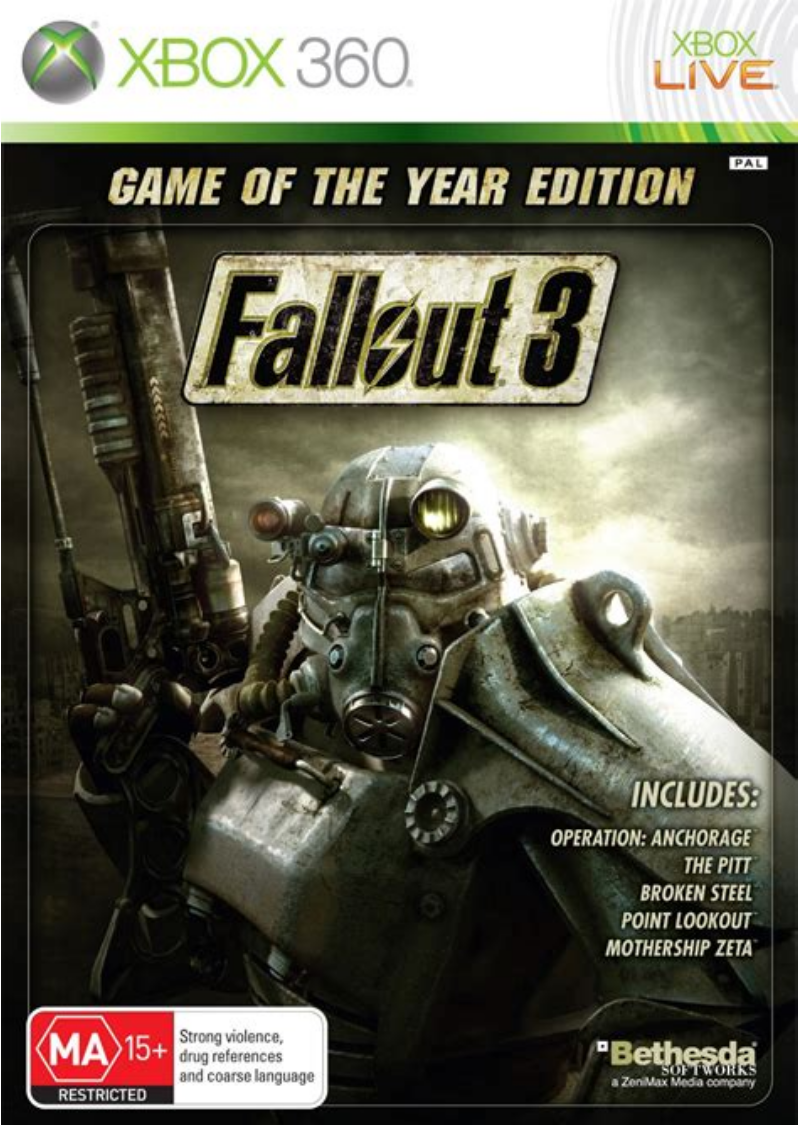 XBOX 360.
XBOX
LIVE
PAL
GAME OF THE YEAR EDITION
Fallout 3
INCLUDES:
OPERATION: ANCHORAGE
THE PITT
BROKEN STEEL
POINT LOOKOUT
MOTHERSHIP ZETA
MA 15+
RESTRICTED
Strong violence,
drug references
and coarse language
Bethesda
SOFTWORKS
a ZeniMax Media company